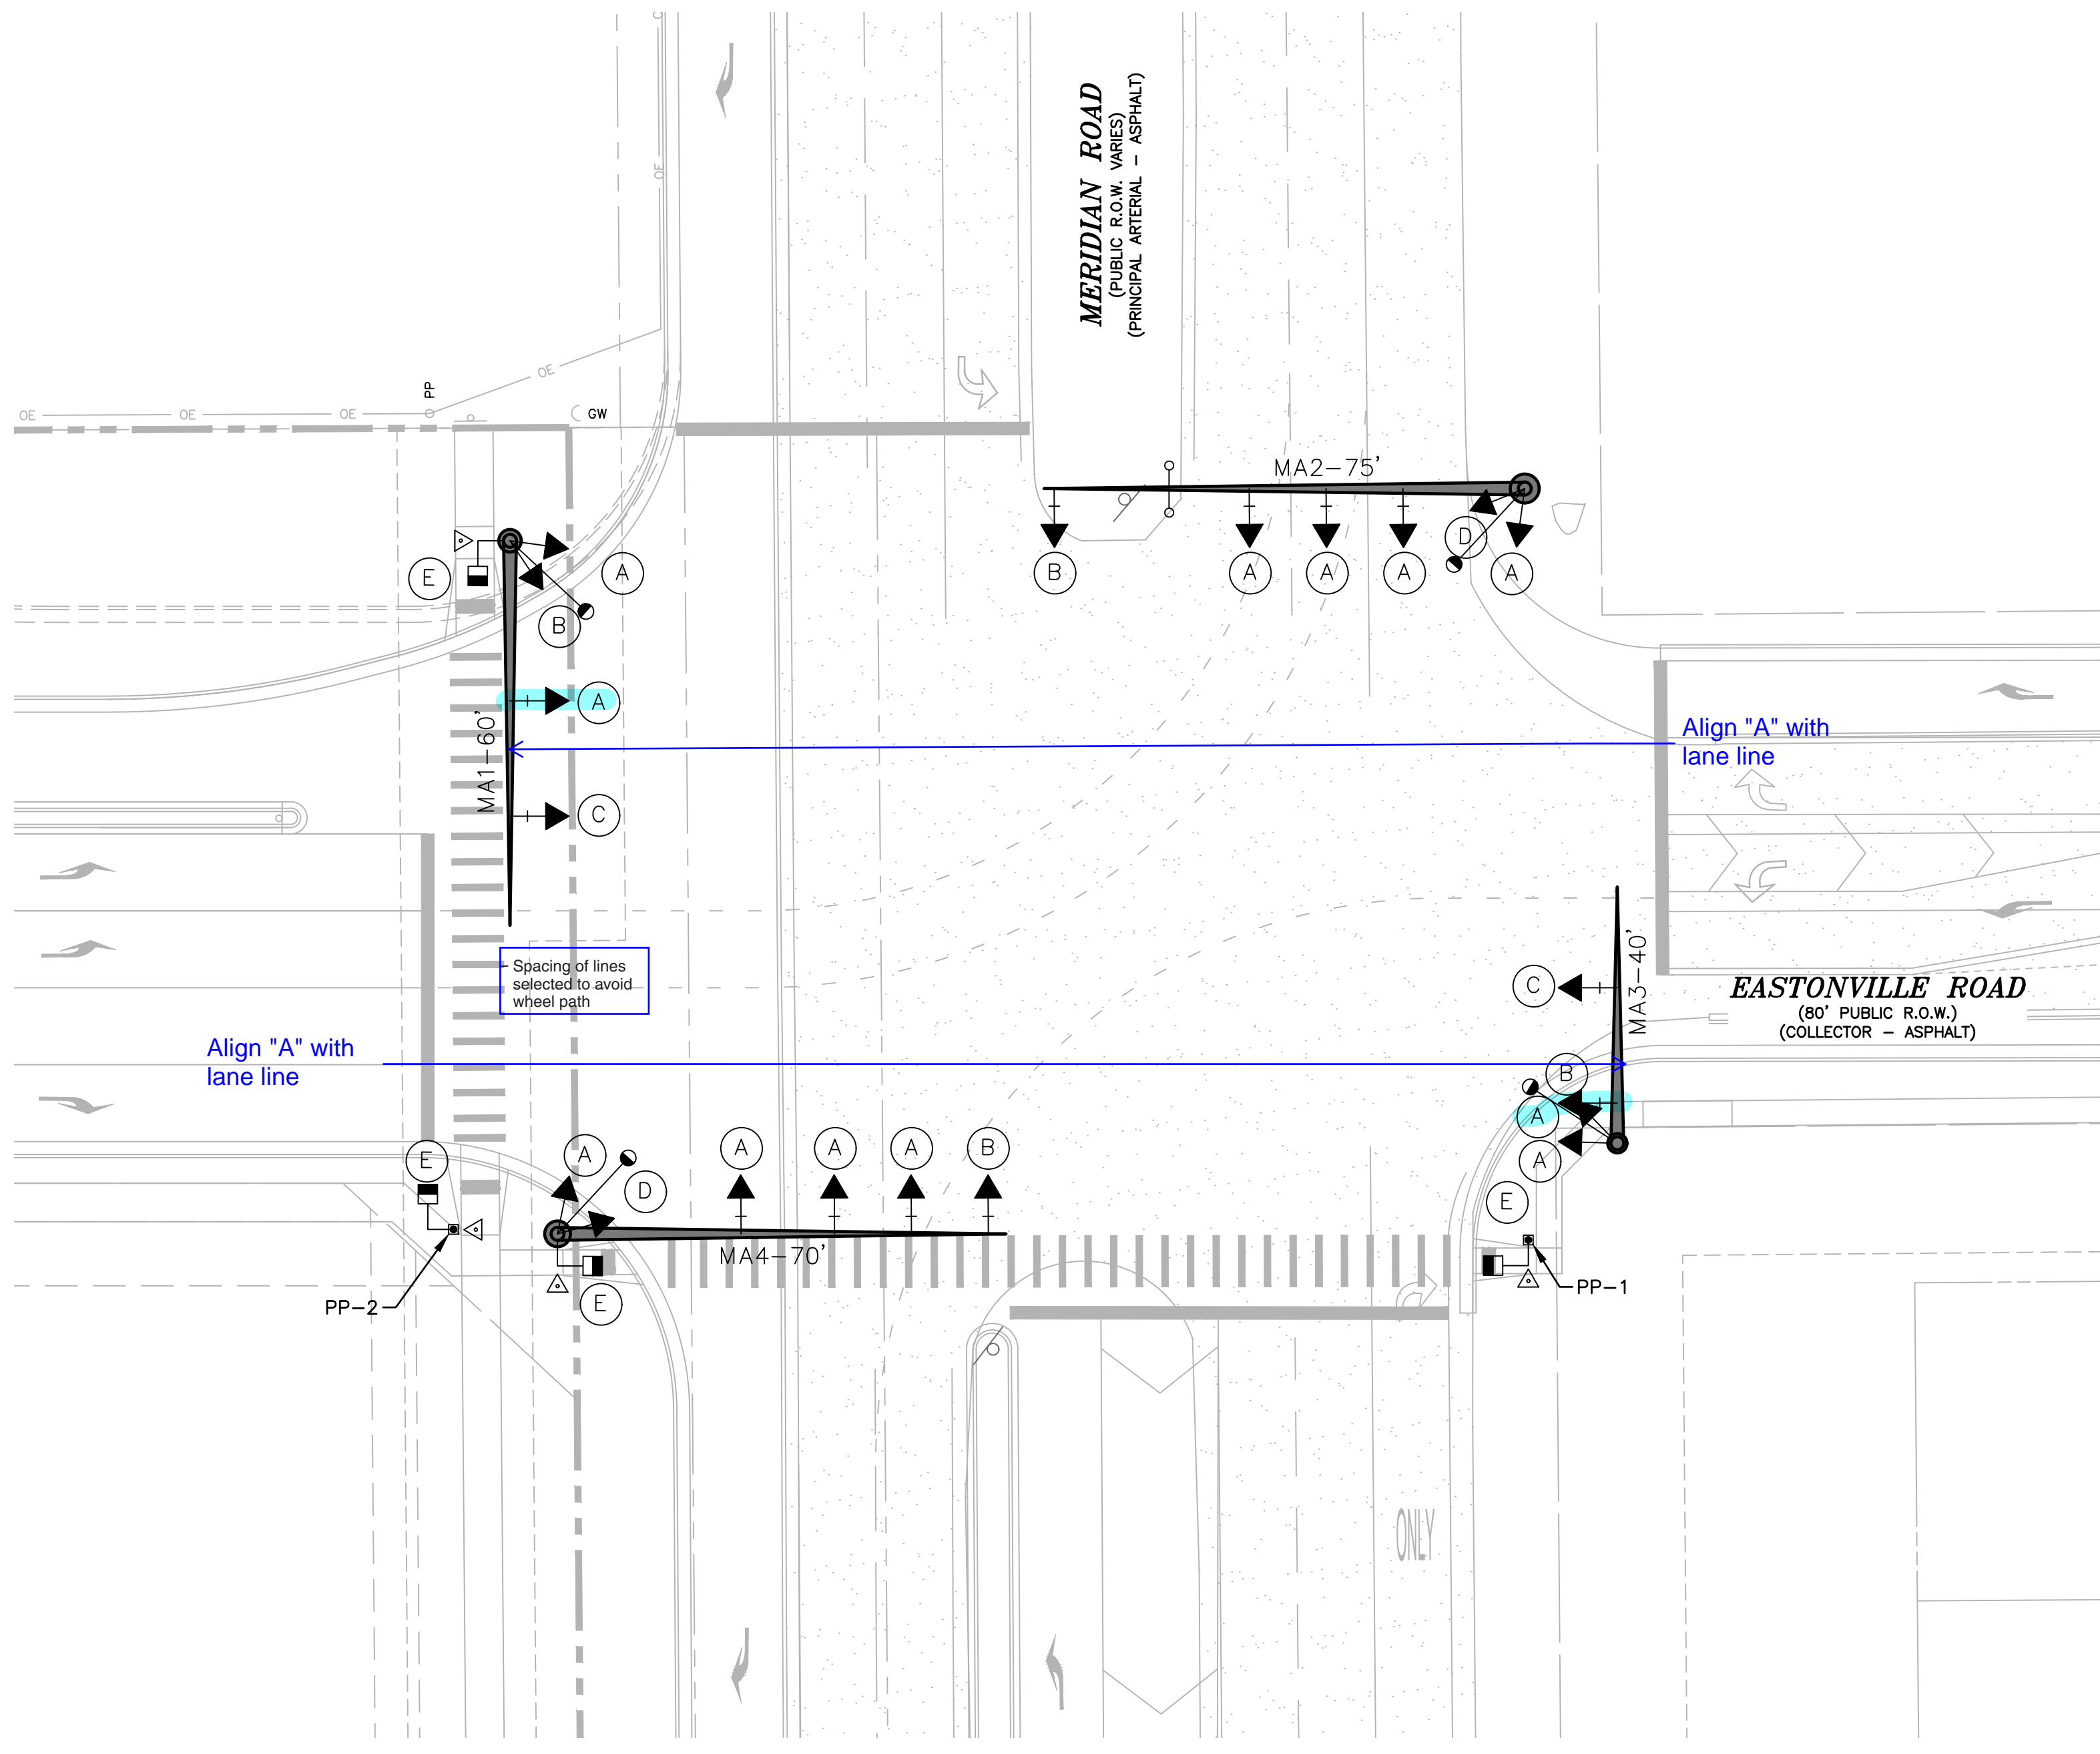 MERIDIAN ROAD
(PUBLIC R.O.W. VARIES)
(PRINCIPAL ARTERIAL – ASPHALT)
OE
OE
OE
OE
OE
OE
PP
GW
MA2–75'
B
A
A
A
D
A
E
A
B
A
MA1–60'
C
Align "A" with
lane line
Spacing of lines
selected to avoid
wheel path
C
MA3–40'
EASTONVILLE ROAD
(80' PUBLIC R.O.W.)
(COLLECTOR – ASPHALT)
Align "A" with
lane line
B
A
A
E
E
A
D
A
A
A
B
MA4–70'
E
PP–2
PP–1
ONLY